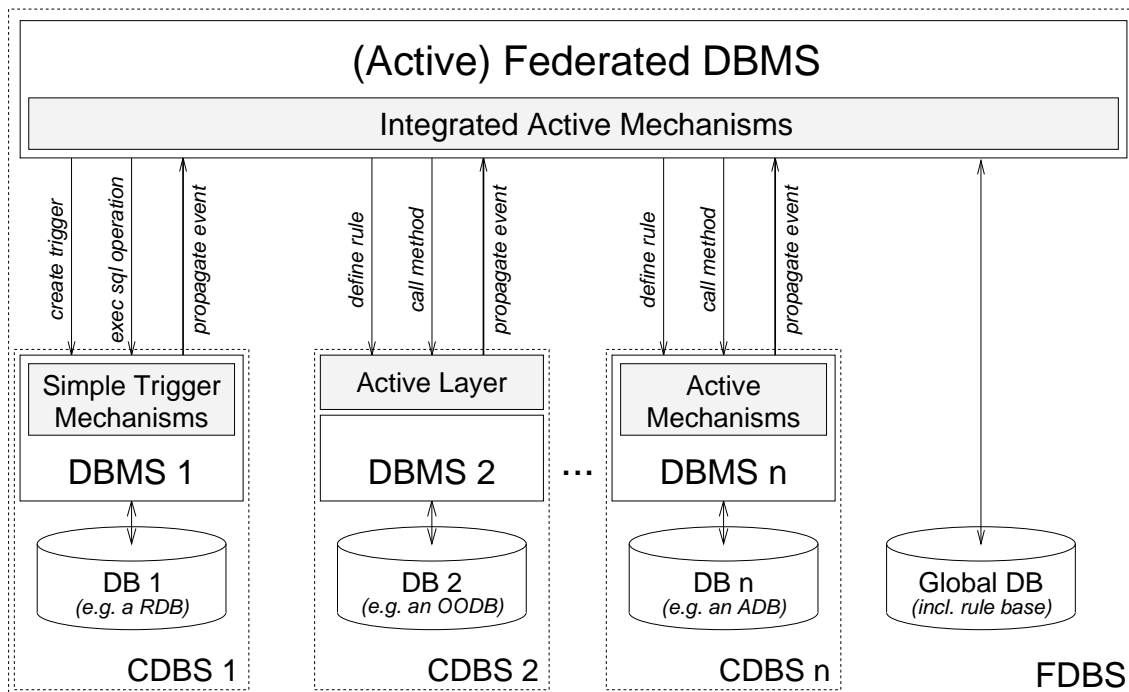 (Active) Federated DBMS
Integrated Active Mechanisms
create trigger
exec sql operation
propagate event
define rule
call method
propagate event
define rule
call method
propagate event
Simple Trigger
Mechanisms
DBMS 1
Active Layer
DBMS 2
...
Active
Mechanisms
DBMS n
DB 1
(e.g. a RDB)
DB 2
(e.g. an OODB)
DB n
(e.g. an ADB)
Global DB
(incl. rule base)
CDBS 1
CDBS 2
CDBS n
FDBS